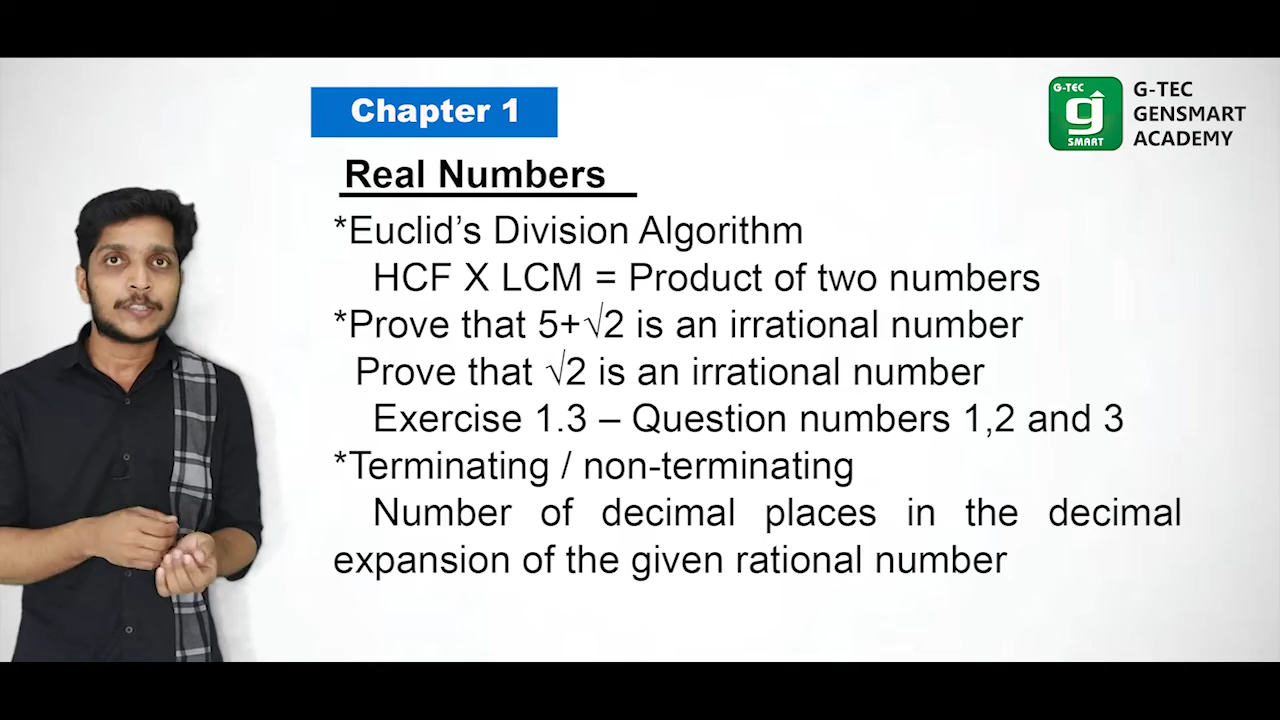 Chapter 1
G-TEC
g
SMART
G-TEC
GENSMART
ACADEMY
Real Numbers
*Euclid’s Division Algorithm
HCF X LCM = Product of two numbers
*Prove that 5+√2 is an irrational number
Prove that √2 is an irrational number
Exercise 1.3 – Question numbers 1,2 and 3
*Terminating / non-terminating
Number of decimal places in the decimal
expansion of the given rational number